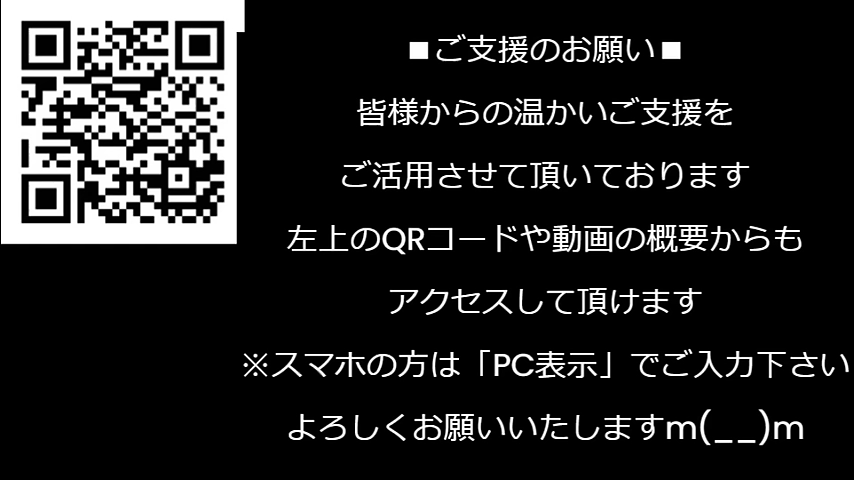 ■ご支援のお願い■
皆様からの温かいご支援を
ご活用させて頂いております
左上のQRコードや動画の概要からも
アクセスして頂けます
※スマホの方は「PC表示」でご入力下さい
よろしくお願いいたしますm(__)m